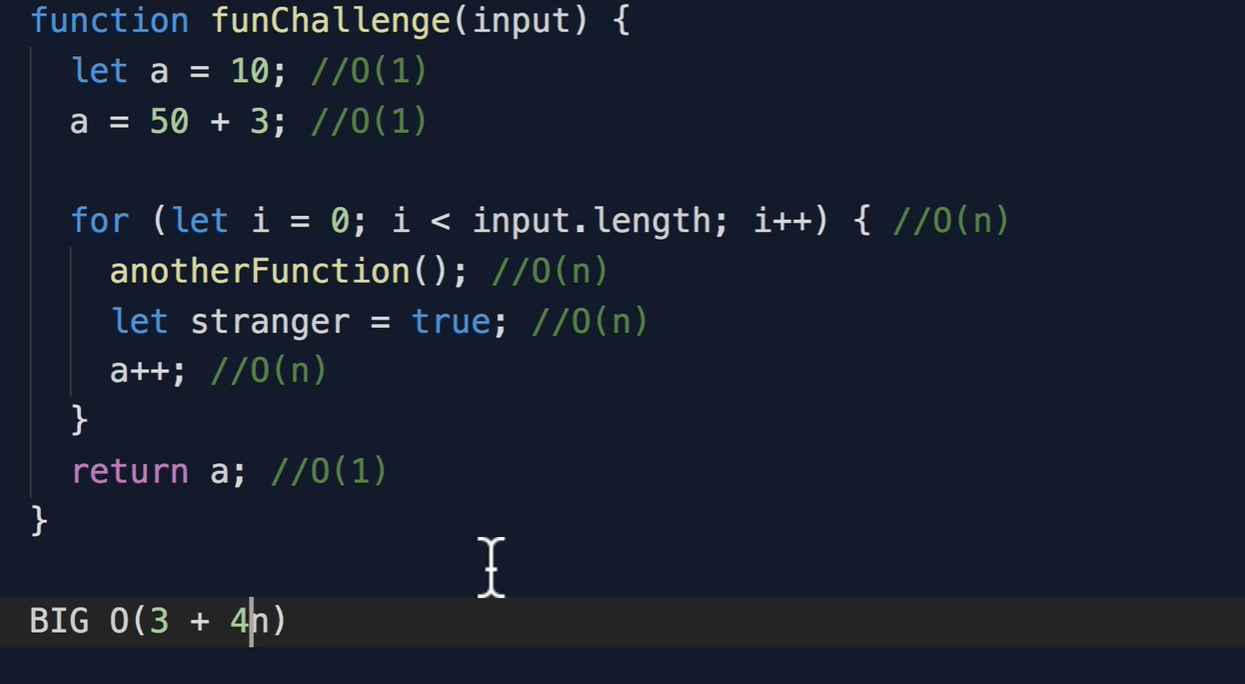 function funChallenge(input) {
let a = 10; //O(1)
a = 50 + 3; //O(1)
for (let i = 0; i < input.length; i++) { //O(n)
anotherFunction(); //O(n)
let stranger = true; //O(n)
a++; //O(n)
}
return a; //O(1)
}
BIG O(3 + 4n)